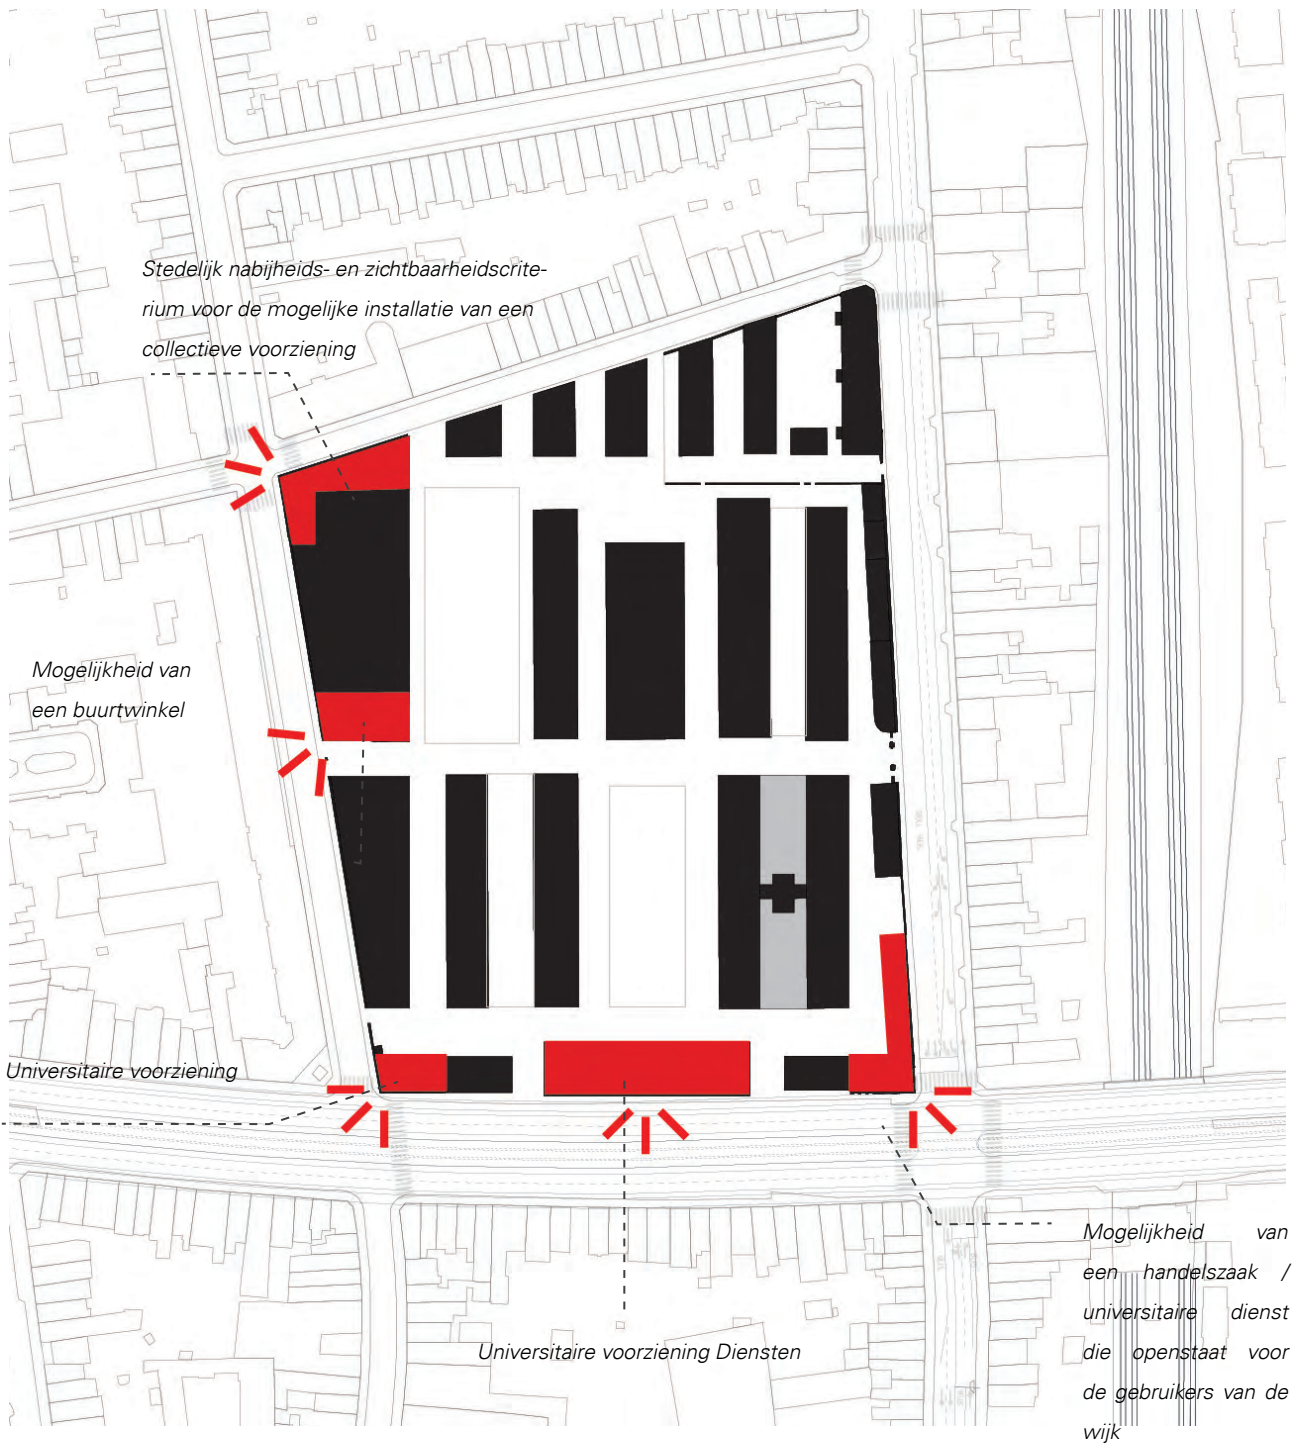 Stedelijk nabijheids- en zichtbaarheidscrite-
rium voor de mogelijke installatie van een
collectieve voorziening
Mogelijkheid van
een buurtwinkel
Universitaire voorziening
Universitaire voorziening Diensten
Mogelijkheid van
een handelszaak /
universitaire dienst
die openstaat voor
de gebruikers van de
wijk